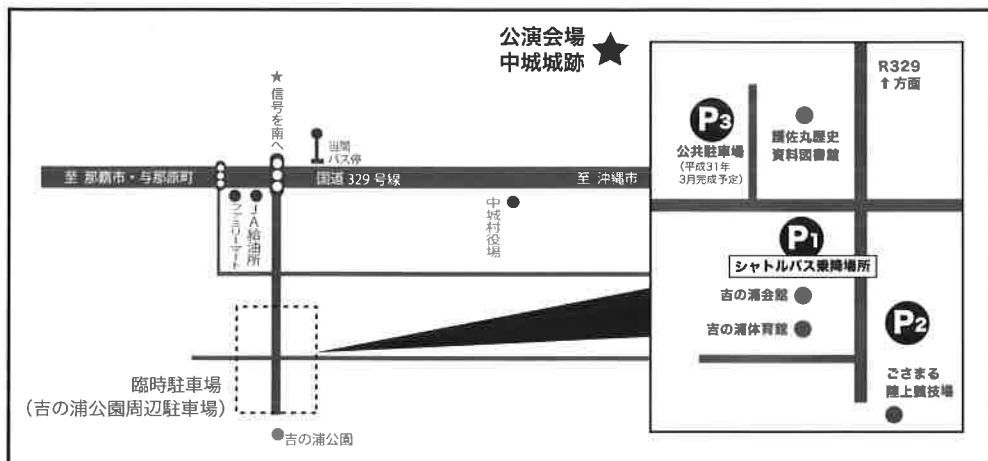 公演会場
中城城跡
★
★信号を南へ
当間
バス停
至 那覇市・与那原町
国道 329 号線
至 沖縄市
ファミリーマート
JA給油所
中城村役場
臨時駐車場
(吉の浦公園周辺駐車場)
吉の浦公園
R329
↑方面
P3
公共駐車場
(平成31年
3月完成予定)
護佐丸歴史
資料図書館
P1
シャトルバス乗降場所
吉の浦会館
吉の浦体育館
P2
ごさまる
陸上競技場